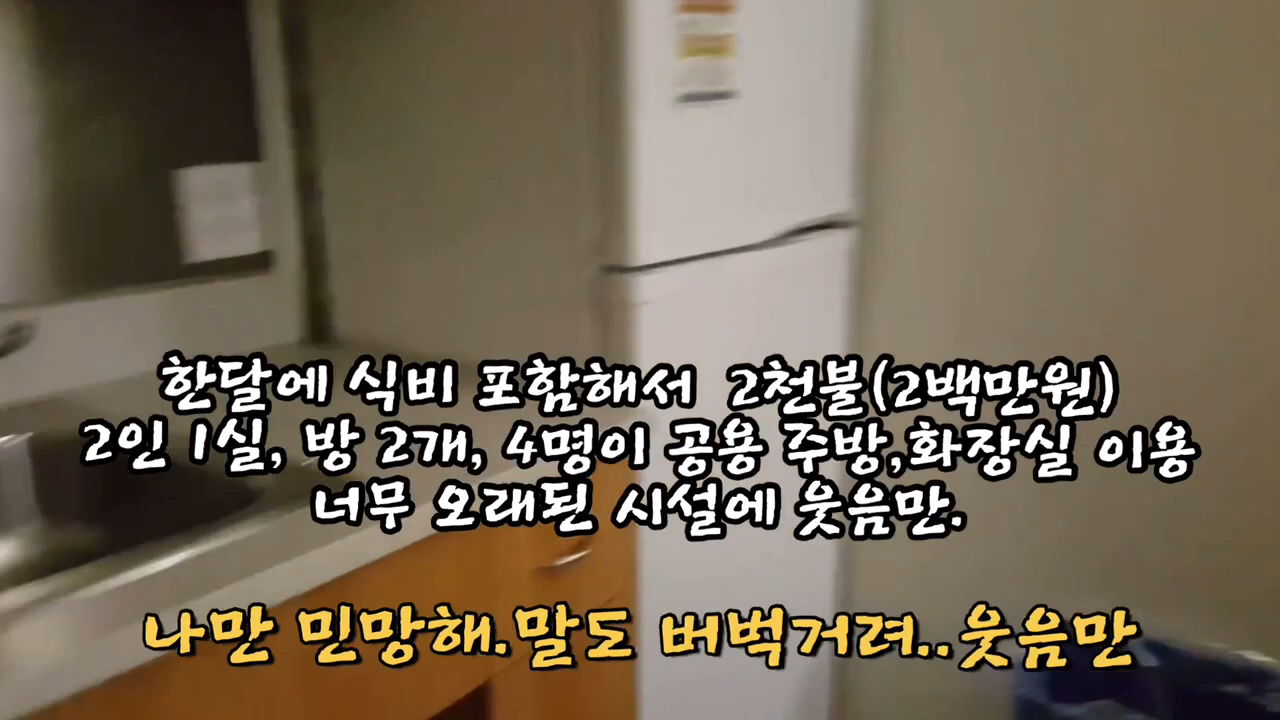 한달에 식비 포함해서 2천불(2백만원)
2인 1실, 방 2개, 4명이 공용 주방,화장실 이용
너무 오래된 시설에 웃음만.
나만 민망해.말도 버벅거려..웃음만